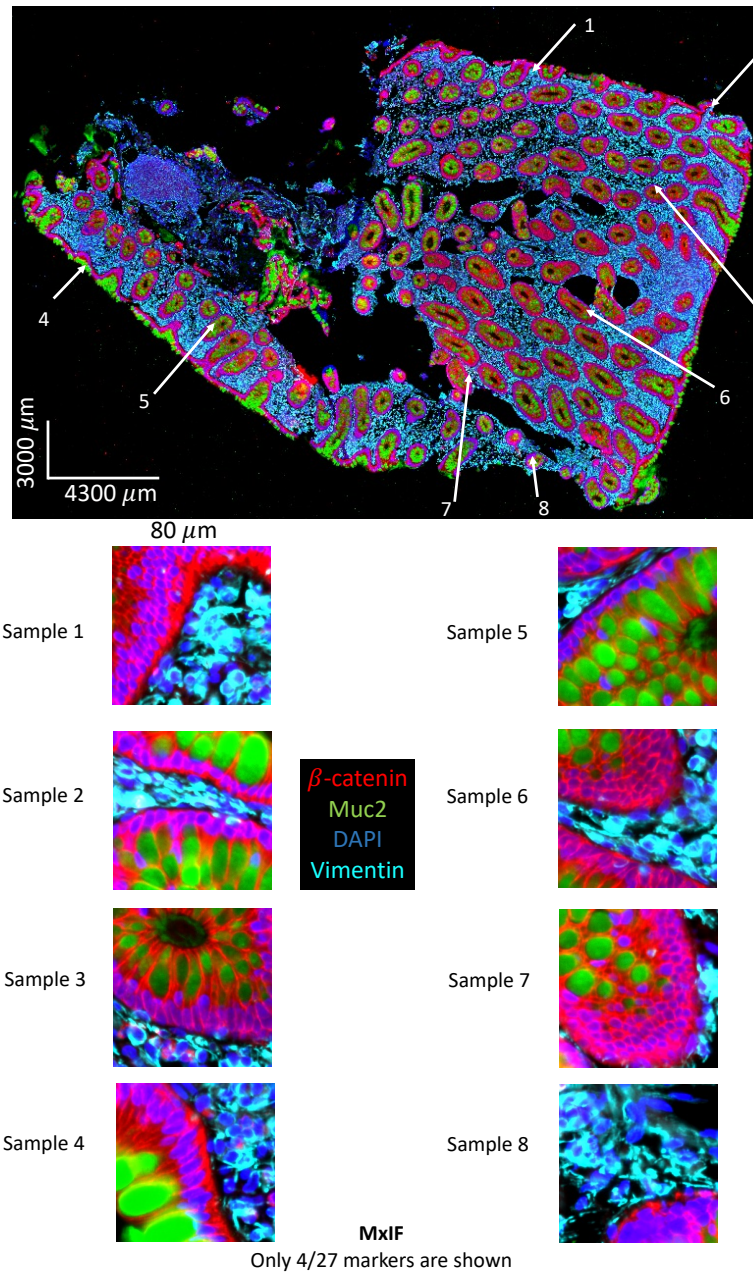 1
4
5
6
7
8
3000 μm
4300 μm
80 μm
Sample 1
Sample 5
Sample 2
β-catenin
Muc2
DAPI
Vimentin
Sample 6
Sample 3
Sample 7
Sample 4
Sample 8
MxIF
Only 4/27 markers are shown